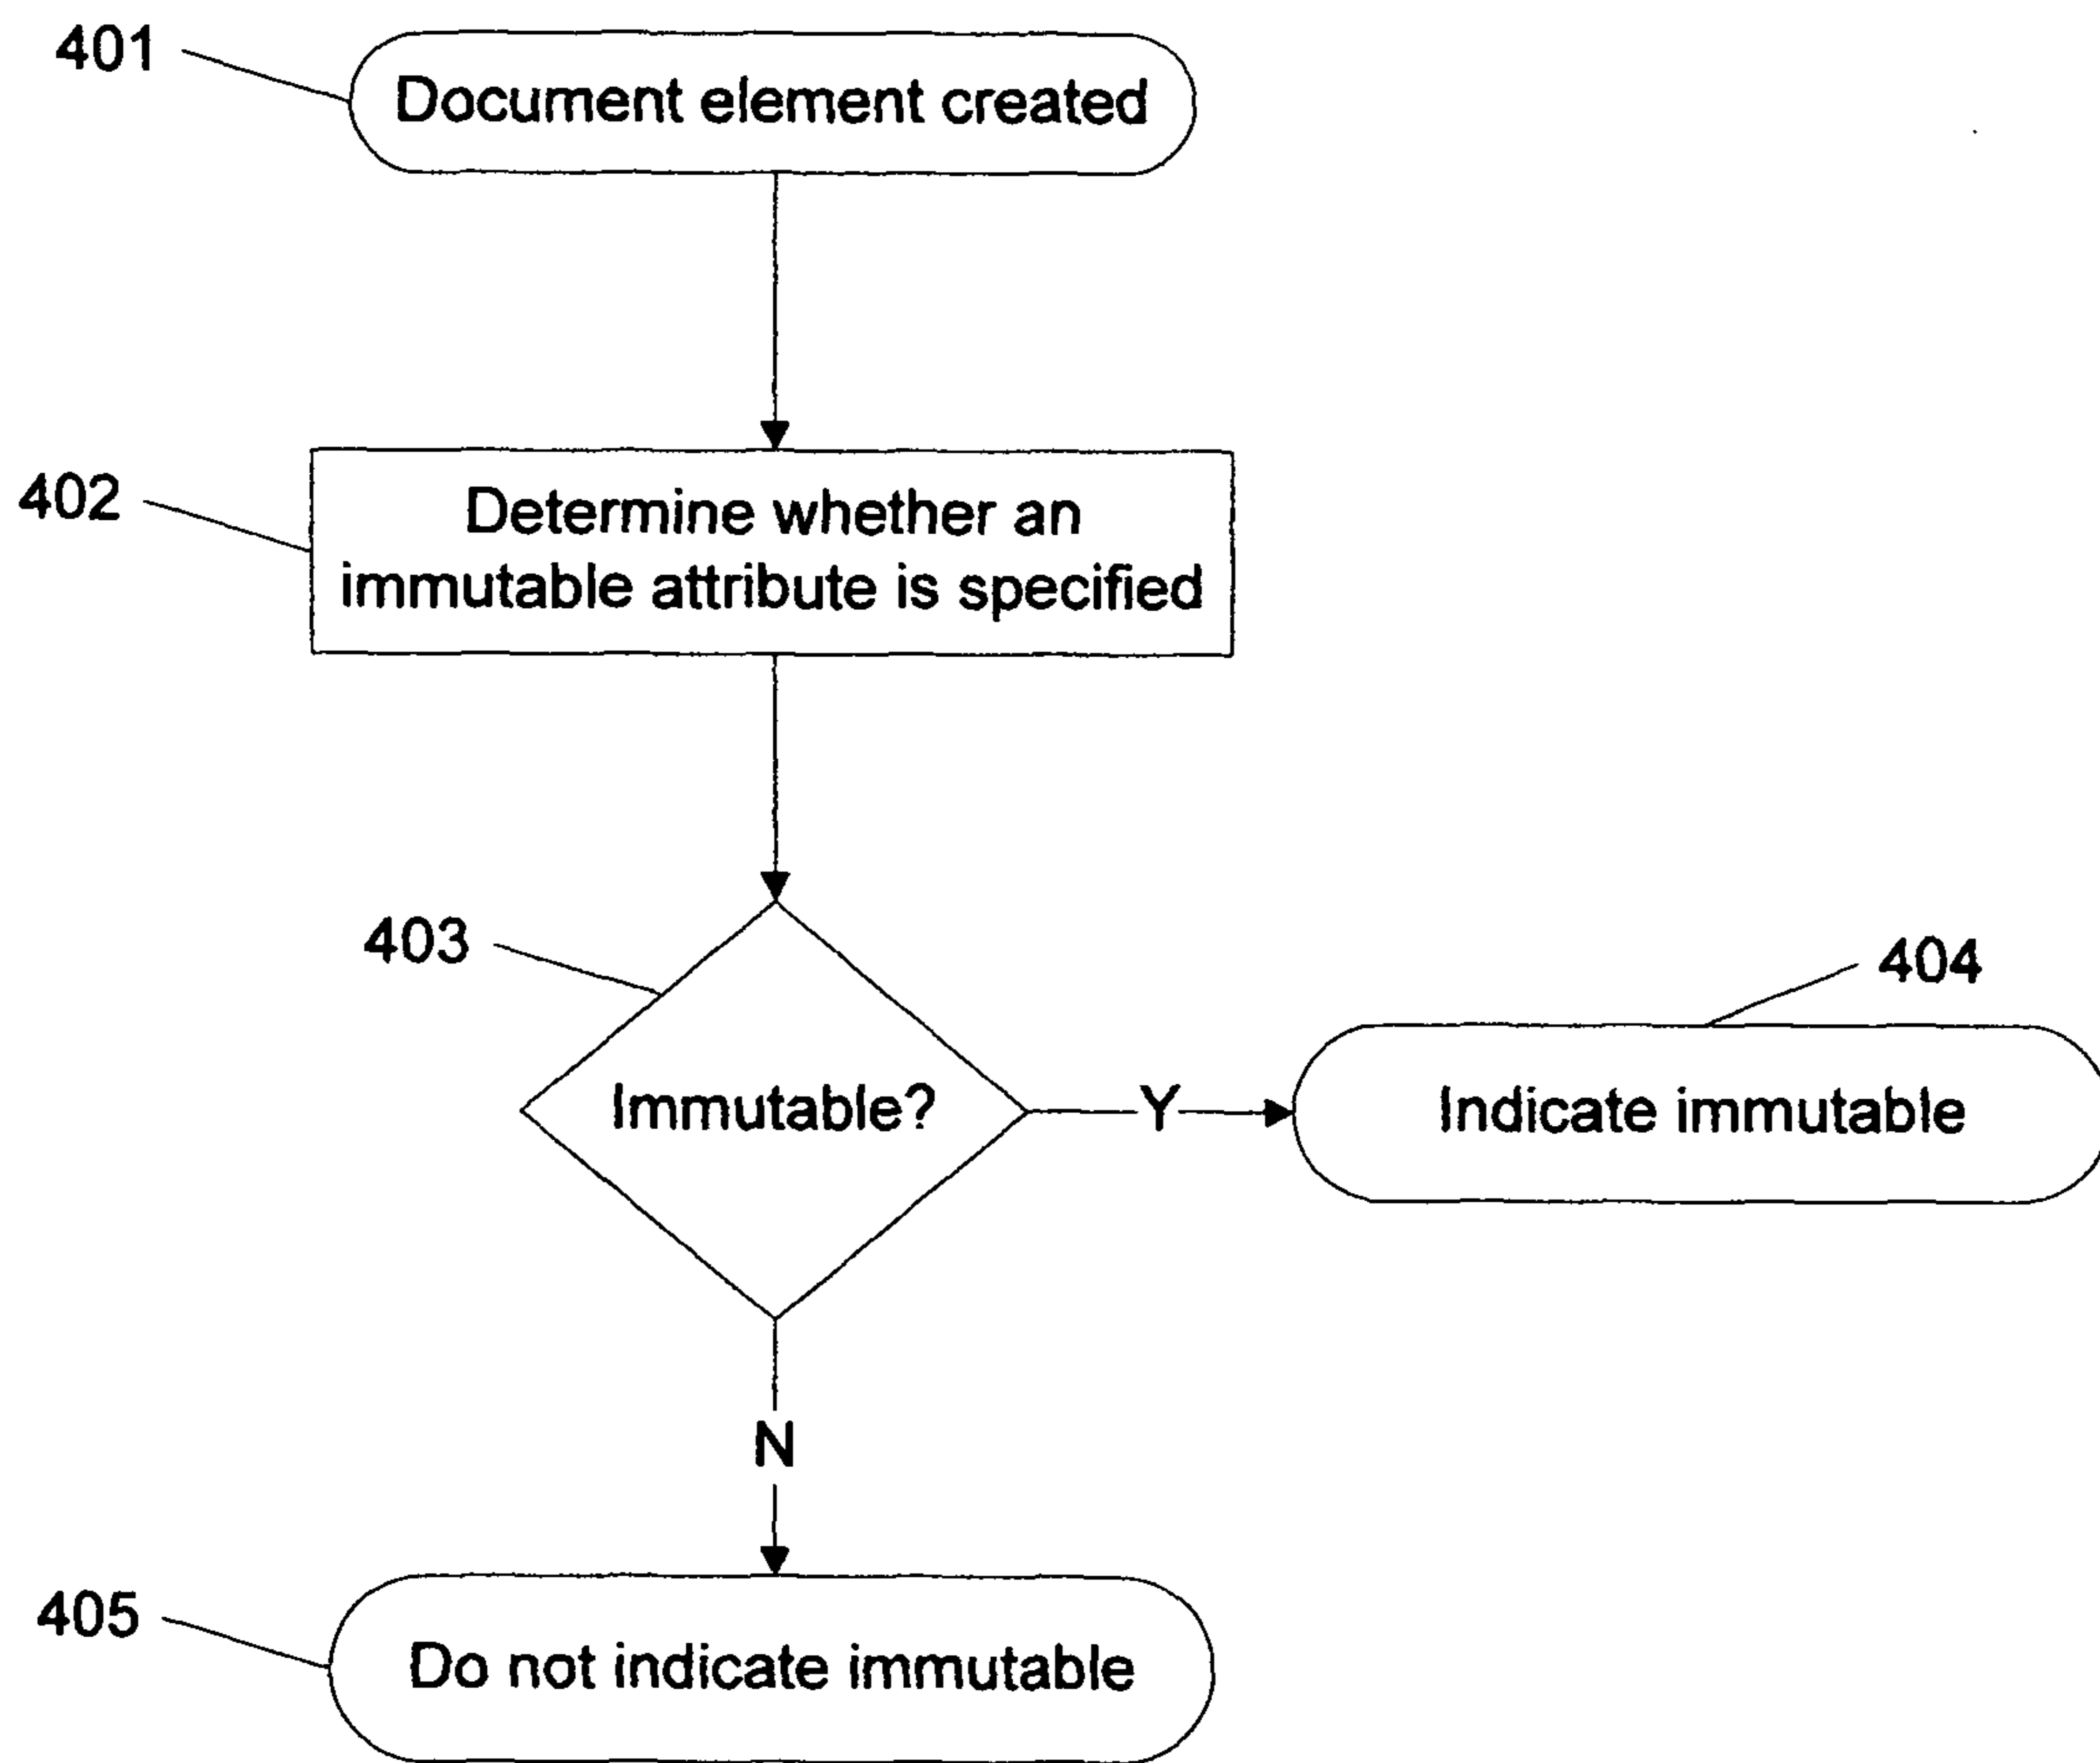 401
Document element created
402
Determine whether an
immutable attribute is specified
403
404
Immutable?
Y
Indicate immutable
N
405
Do not indicate immutable